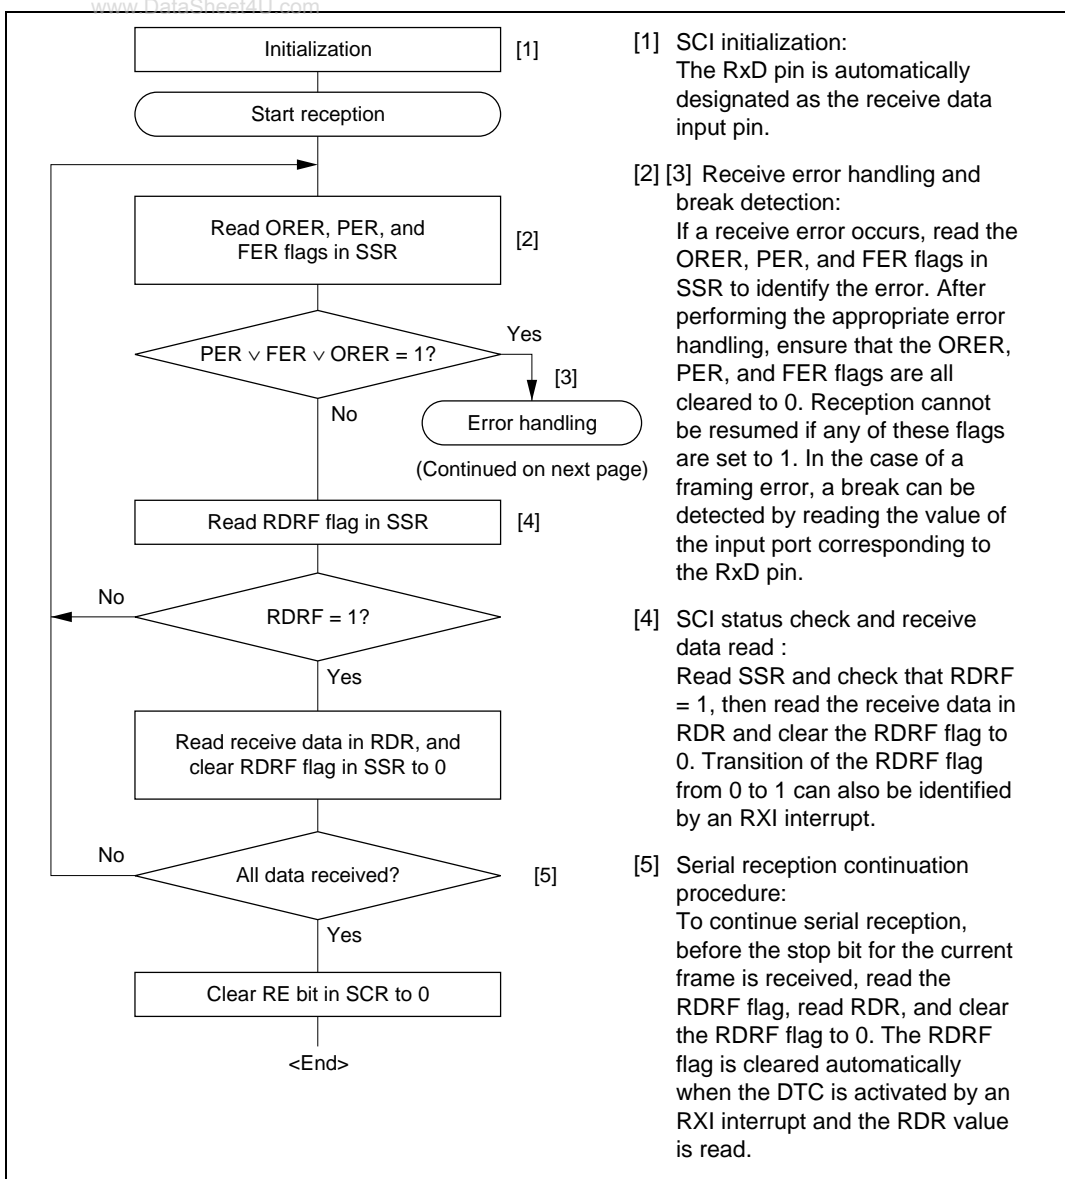 www.DataSheet4U.com
Initialization
[1]
Start reception
Read ORER, PER, and
FER flags in SSR
[2]
PER ∨ FER ∨ ORER = 1?
Yes
[3]
No
Error handling
(Continued on next page)
Read RDRF flag in SSR
[4]
No
RDRF = 1?
Yes
Read receive data in RDR, and
clear RDRF flag in SSR to 0
No
All data received?
[5]
Yes
Clear RE bit in SCR to 0
<End>
[1] SCI initialization:
The RxD pin is automatically
designated as the receive data
input pin.
[2] [3] Receive error handling and
break detection:
If a receive error occurs, read the
ORER, PER, and FER flags in
SSR to identify the error. After
performing the appropriate error
handling, ensure that the ORER,
PER, and FER flags are all
cleared to 0. Reception cannot
be resumed if any of these flags
are set to 1. In the case of a
framing error, a break can be
detected by reading the value of
the input port corresponding to
the RxD pin.
[4] SCI status check and receive
data read :
Read SSR and check that RDRF
= 1, then read the receive data in
RDR and clear the RDRF flag to
0. Transition of the RDRF flag
from 0 to 1 can also be identified
by an RXI interrupt.
[5] Serial reception continuation
procedure:
To continue serial reception,
before the stop bit for the current
frame is received, read the
RDRF flag, read RDR, and clear
the RDRF flag to 0. The RDRF
flag is cleared automatically
when the DTC is activated by an
RXI interrupt and the RDR value
is read.